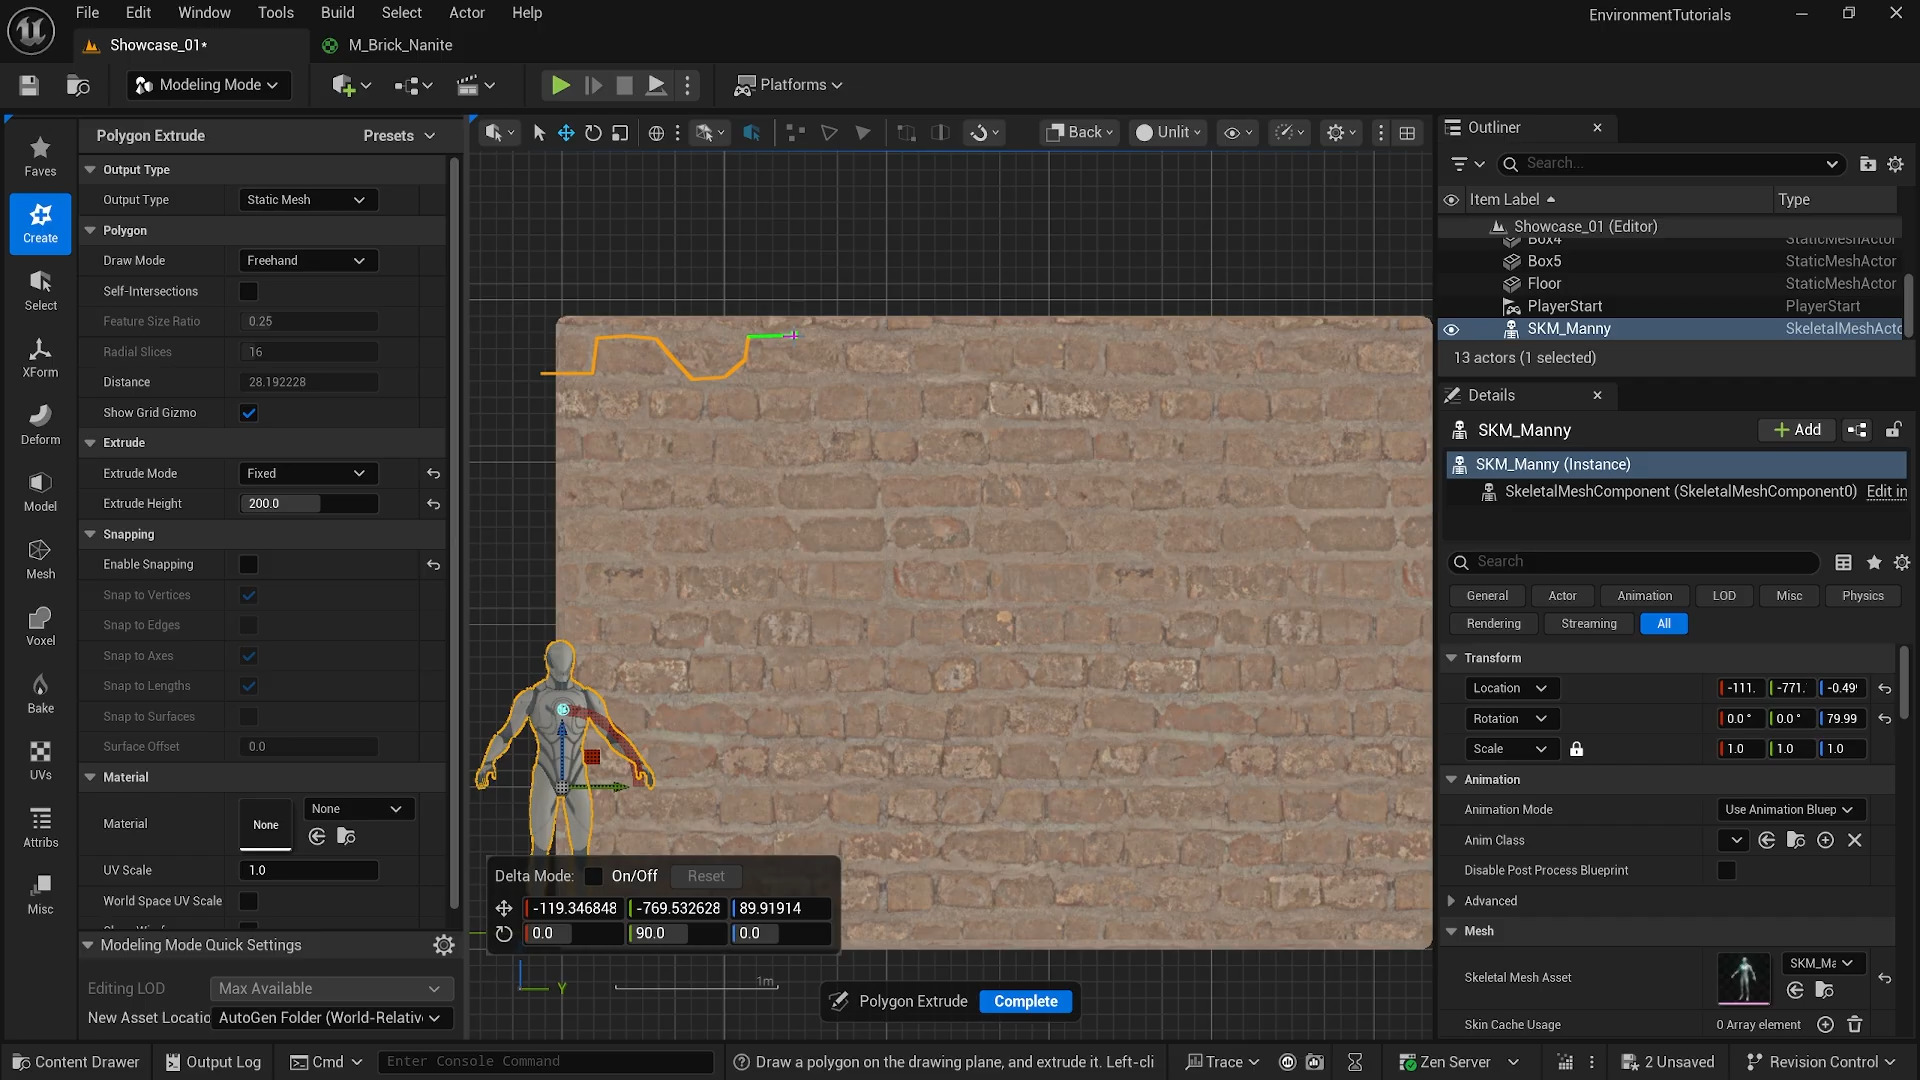 File Edit Window Tools Build Select Actor Help
EnvironmentTutorials
Showcase_01*
M_Brick_Nanite
Modeling Mode
Platforms
Polygon Extrude
Presets
Back
Unlit
Outliner
Faves
Create
Select
XForm
Deform
Model
Mesh
Voxel
Bake
UVs
Attribs
Misc
Output Type
Output Type Static Mesh
Polygon
Draw Mode Freehand
Self-Intersections
Feature Size Ratio 0.25
Radial Slices 16
Distance 28.192228
Show Grid Gizmo
Extrude
Extrude Mode Fixed
Extrude Height 200.0
Snapping
Enable Snapping
Snap to Vertices
Snap to Edges
Snap to Axes
Snap to Lengths
Snap to Surfaces
Surface Offset 0.0
Material
Material None None
UV Scale 1.0
World Space UV Scale
Modeling Mode Quick Settings
Editing LOD Max Available
New Asset Locatio AutoGen Folder (World-Relativ
Delta Mode: On/Off Reset
-119.346848 -769.532628 89.91914
0.0 90.0 0.0
Y
1m
Polygon Extrude Complete
Search...
Item Label Type
Showcase_01 (Editor)
Box4 StaticMeshActor
Box5 StaticMeshActor
Floor StaticMeshActor
PlayerStart PlayerStart
SKM_Manny SkeletalMeshActo
13 actors (1 selected)
Details
SKM_Manny
Add
SKM_Manny (Instance)
SkeletalMeshComponent (SkeletalMeshComponent0) Edit in
Search
General Actor Animation LOD Misc Physics
Rendering Streaming All
Transform
Location -111. -771. -0.49
Rotation 0.0 ° 0.0 ° 79.99
Scale 1.0 1.0 1.0
Animation
Animation Mode Use Animation Bluep
Anim Class
Disable Post Process Blueprint
Advanced
Mesh
Skeletal Mesh Asset SKM_Ma
Skin Cache Usage 0 Array element
Content Drawer Output Log Cmd Enter Console Command
Draw a polygon on the drawing plane, and extrude it. Left-cli
Trace
Zen Server
2 Unsaved
Revision Control